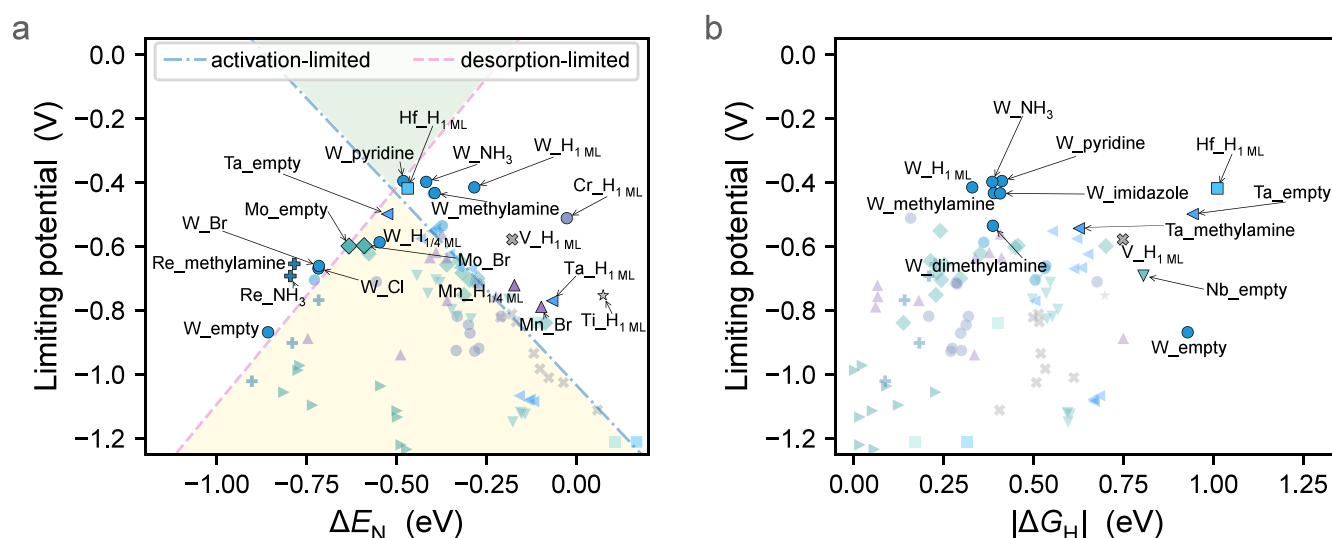 a
Limiting potential (V)
0.0
−0.2
−0.4
−0.6
−0.8
−1.0
−1.2
activation-limited
desorption-limited
Hf_H1 ML
W_pyridine
W_NH3
W_H1 ML
Ta_empty
Cr_H1 ML
W_methylamine
Mo_empty
W_Br
W_H1/4 ML
V_H1 ML
Re_methylamine
Mo_Br
Ta_H1 ML
Re_NH3
W_Cl
Mn_H1/4 ML
W_empty
Mn_Br
Ti_H1 ML
−1.00
−0.75
−0.50
−0.25
0.00
ΔEN (eV)
b
Limiting potential (V)
0.0
−0.2
−0.4
−0.6
−0.8
−1.0
−1.2
W_NH3
W_pyridine
W_H1 ML
Hf_H1 ML
W_methylamine
W_imidazole
Ta_empty
Ta_methylamine
W_dimethylamine
V_H1 ML
Nb_empty
W_empty
0.00
0.25
0.50
0.75
1.00
1.25
|ΔGH| (eV)